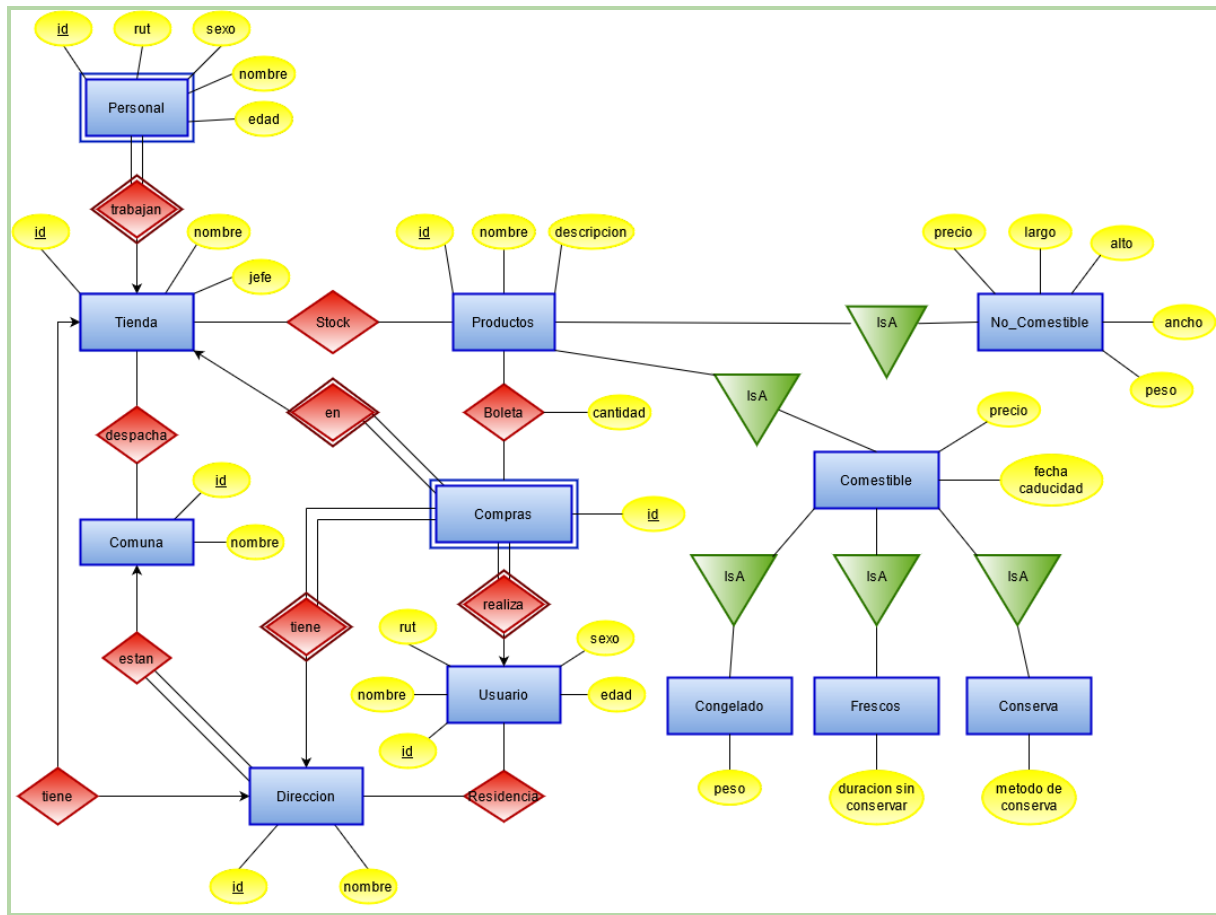 id
rut
sexo
nombre
Personal
edad
trabajan
id
nombre
jefe
Tienda
Stock
id
nombre
descripcion
Productos
IsA
precio
largo
alto
No_Comestible
ancho
peso
IsA
despacha
en
Boleta
cantidad
precio
Comestible
fecha
caducidad
id
Comuna
nombre
Compras
id
IsA
IsA
IsA
estan
tiene
realiza
rut
sexo
nombre
Usuario
edad
id
Congelado
Frescos
Conserva
tiene
Direccion
Residencia
peso
duracion sin
conservar
metodo de
conserva
id
nombre